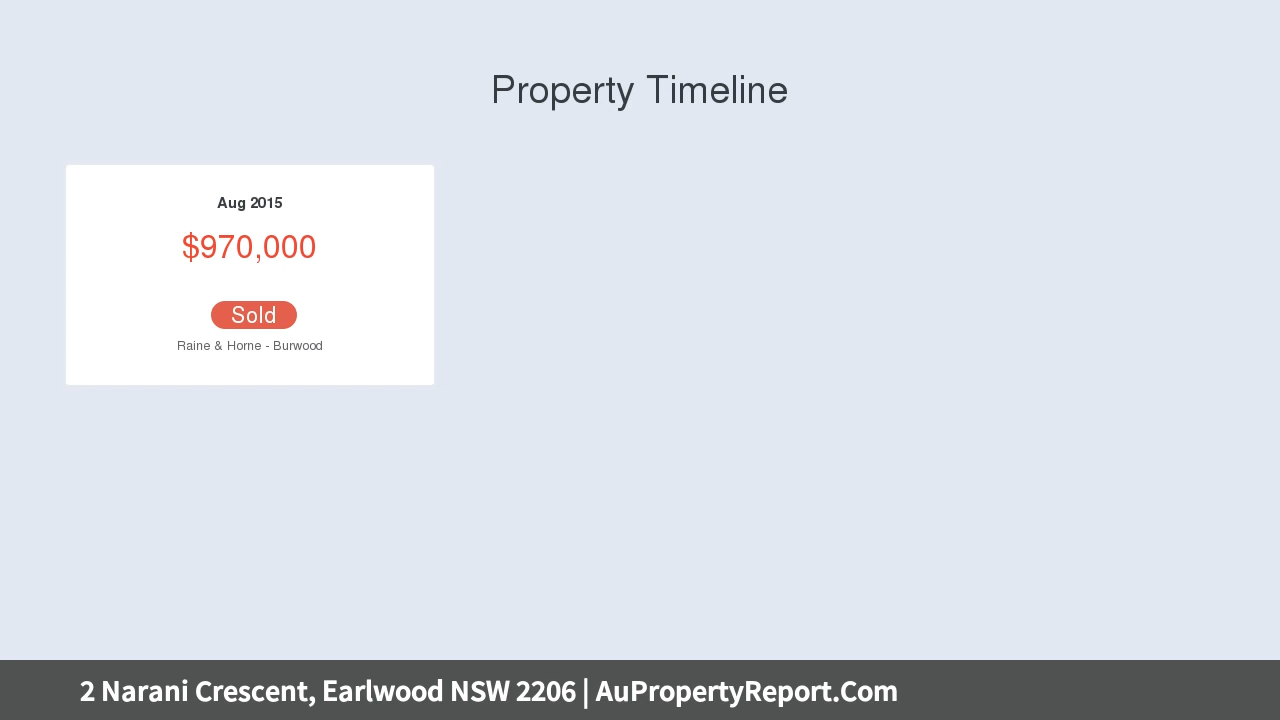 Property Timeline
Aug 2015
$970,000
Sold
Raine & Horne - Burwood
2 Narani Crescent, Earlwood NSW 2206 | AuPropertyReport.Com